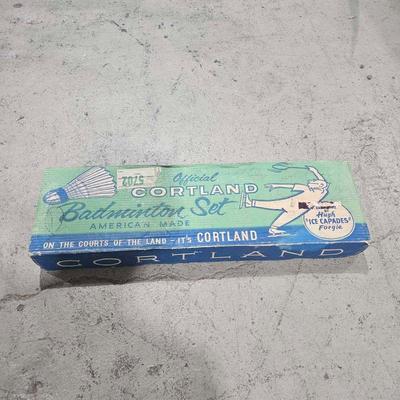 5702
Official
CORTLAND
Badminton Set
AMERICAN MADE
ON THE COURTS OF THE LAND - IT'S CORTLAND
Hugh
"ICE CAPADES"
Forgie
CORTLAND